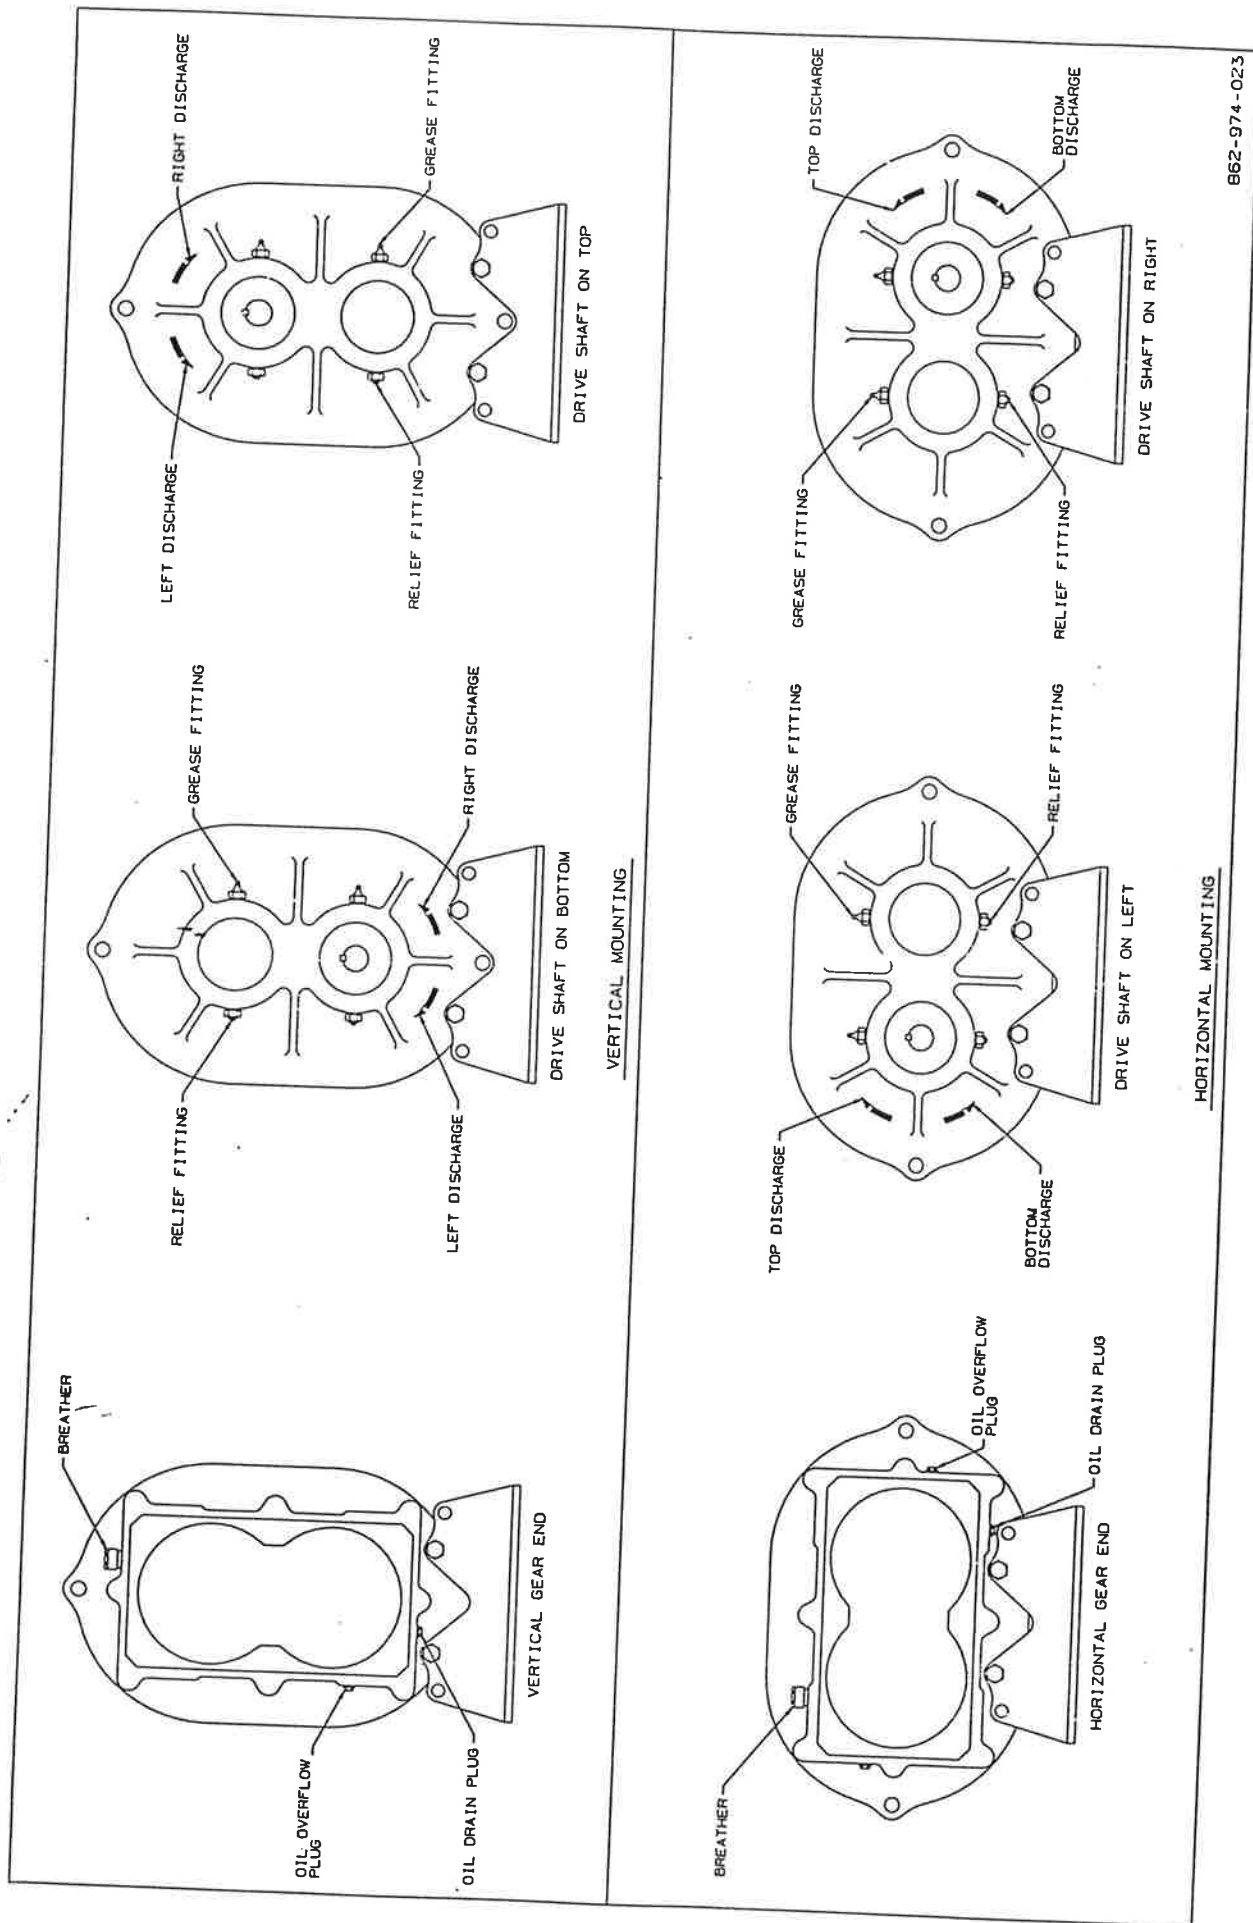 BREATHER
OIL OVERFLOW
PLUG
OIL DRAIN PLUG
VERTICAL GEAR END
RELIEF FITTING
GREASE FITTING
LEFT DISCHARGE
RIGHT DISCHARGE
DRIVE SHAFT ON BOTTOM
LEFT DISCHARGE
RIGHT DISCHARGE
RELIEF FITTING
GREASE FITTING
DRIVE SHAFT ON TOP
VERTICAL MOUNTING
BREATHER
OIL OVERFLOW
PLUG
OIL DRAIN PLUG
HORIZONTAL GEAR END
TOP DISCHARGE
GREASE FITTING
BOTTOM
DISCHARGE
RELIEF FITTING
DRIVE SHAFT ON LEFT
GREASE FITTING
TOP DISCHARGE
RELIEF FITTING
BOTTOM
DISCHARGE
DRIVE SHAFT ON RIGHT
HORIZONTAL MOUNTING
862-974-023